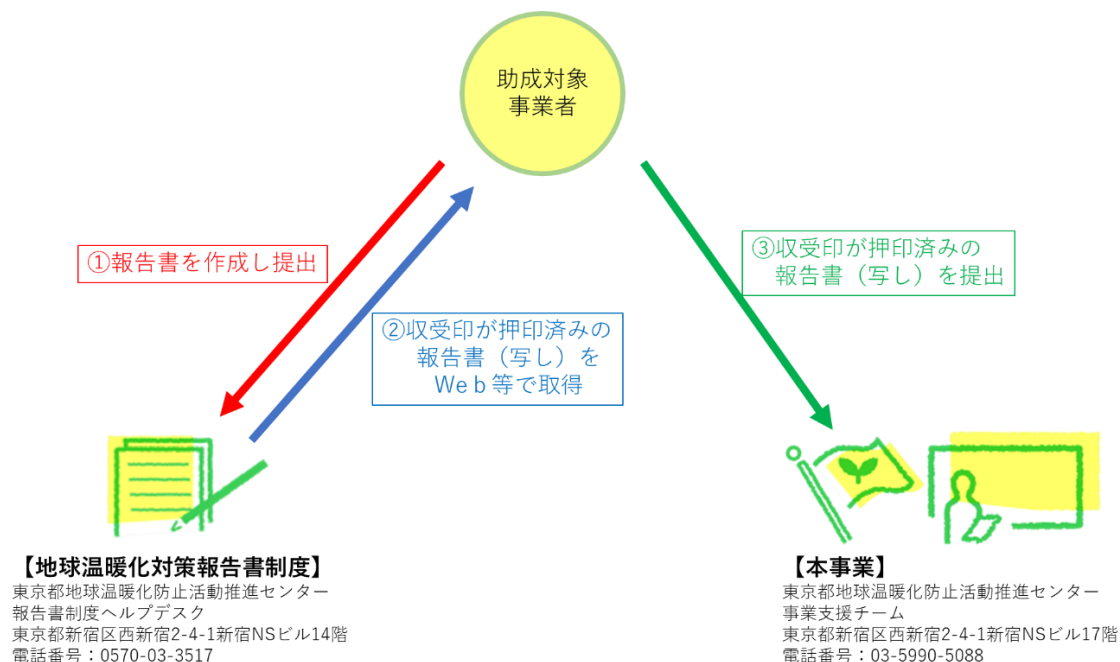 助成対象
事業者
①報告書を作成し提出
②収受印が押印済みの
報告書（写し）を
Web等で取得
③収受印が押印済みの
報告書（写し）を提出
【地球温暖化対策報告書制度】
東京都地球温暖化防止活動推進センター
報告書制度ヘルプデスク
東京都新宿区西新宿2-4-1新宿NSビル14階
電話番号：0570-03-3517
【本事業】
東京都地球温暖化防止活動推進センター
事業支援チーム
東京都新宿区西新宿2-4-1新宿NSビル17階
電話番号：03-5990-5088